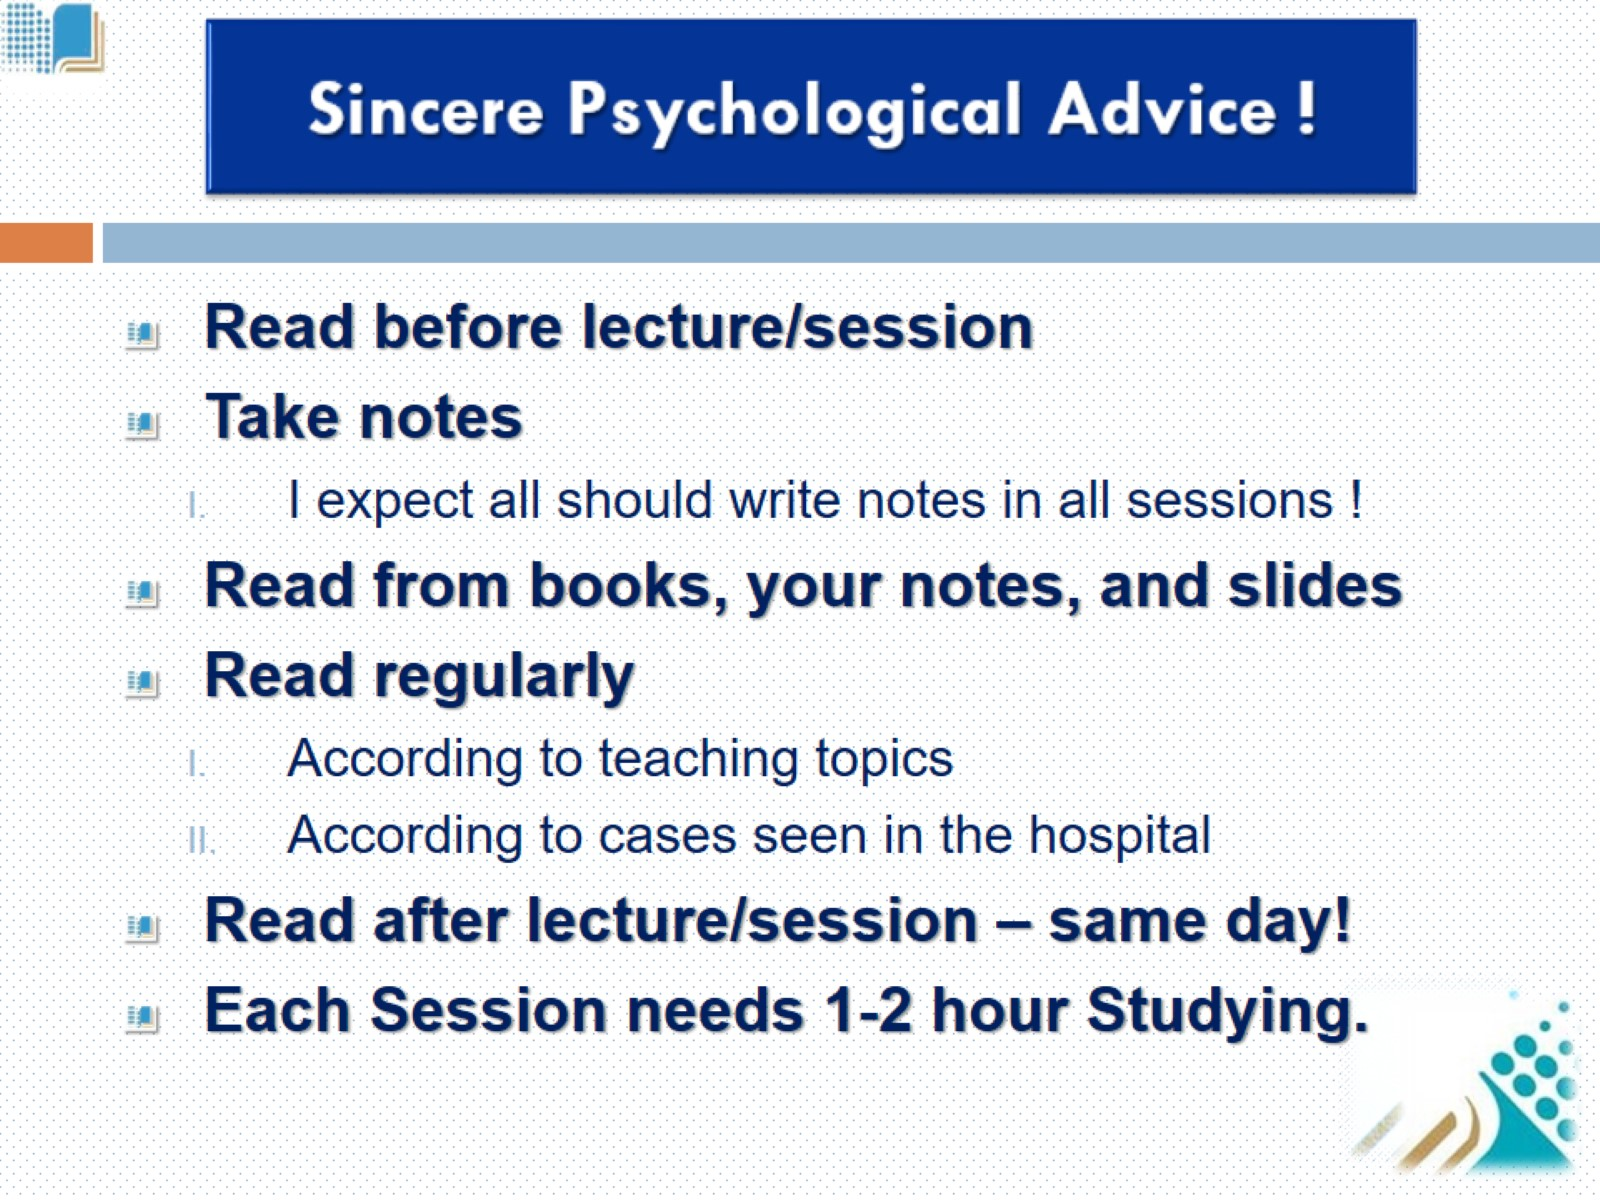 Sincere Psychological Advice !
Read before lecture/session
Take notes
I. I expect all should write notes in all sessions !
Read from books, your notes, and slides
Read regularly
I. According to teaching topics
II. According to cases seen in the hospital
Read after lecture/session – same day!
Each Session needs 1-2 hour Studying.